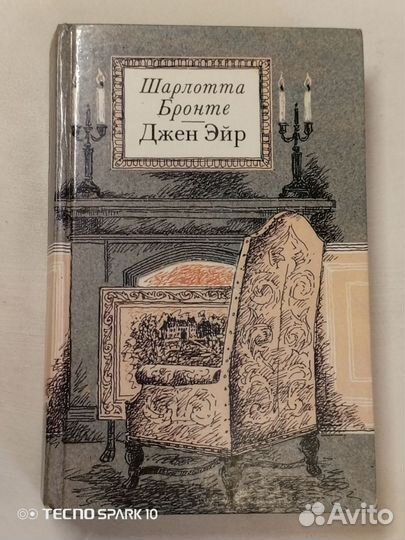 Шарлотта
Бронте
Джен Эйр
TECNO SPARK 10
Avito